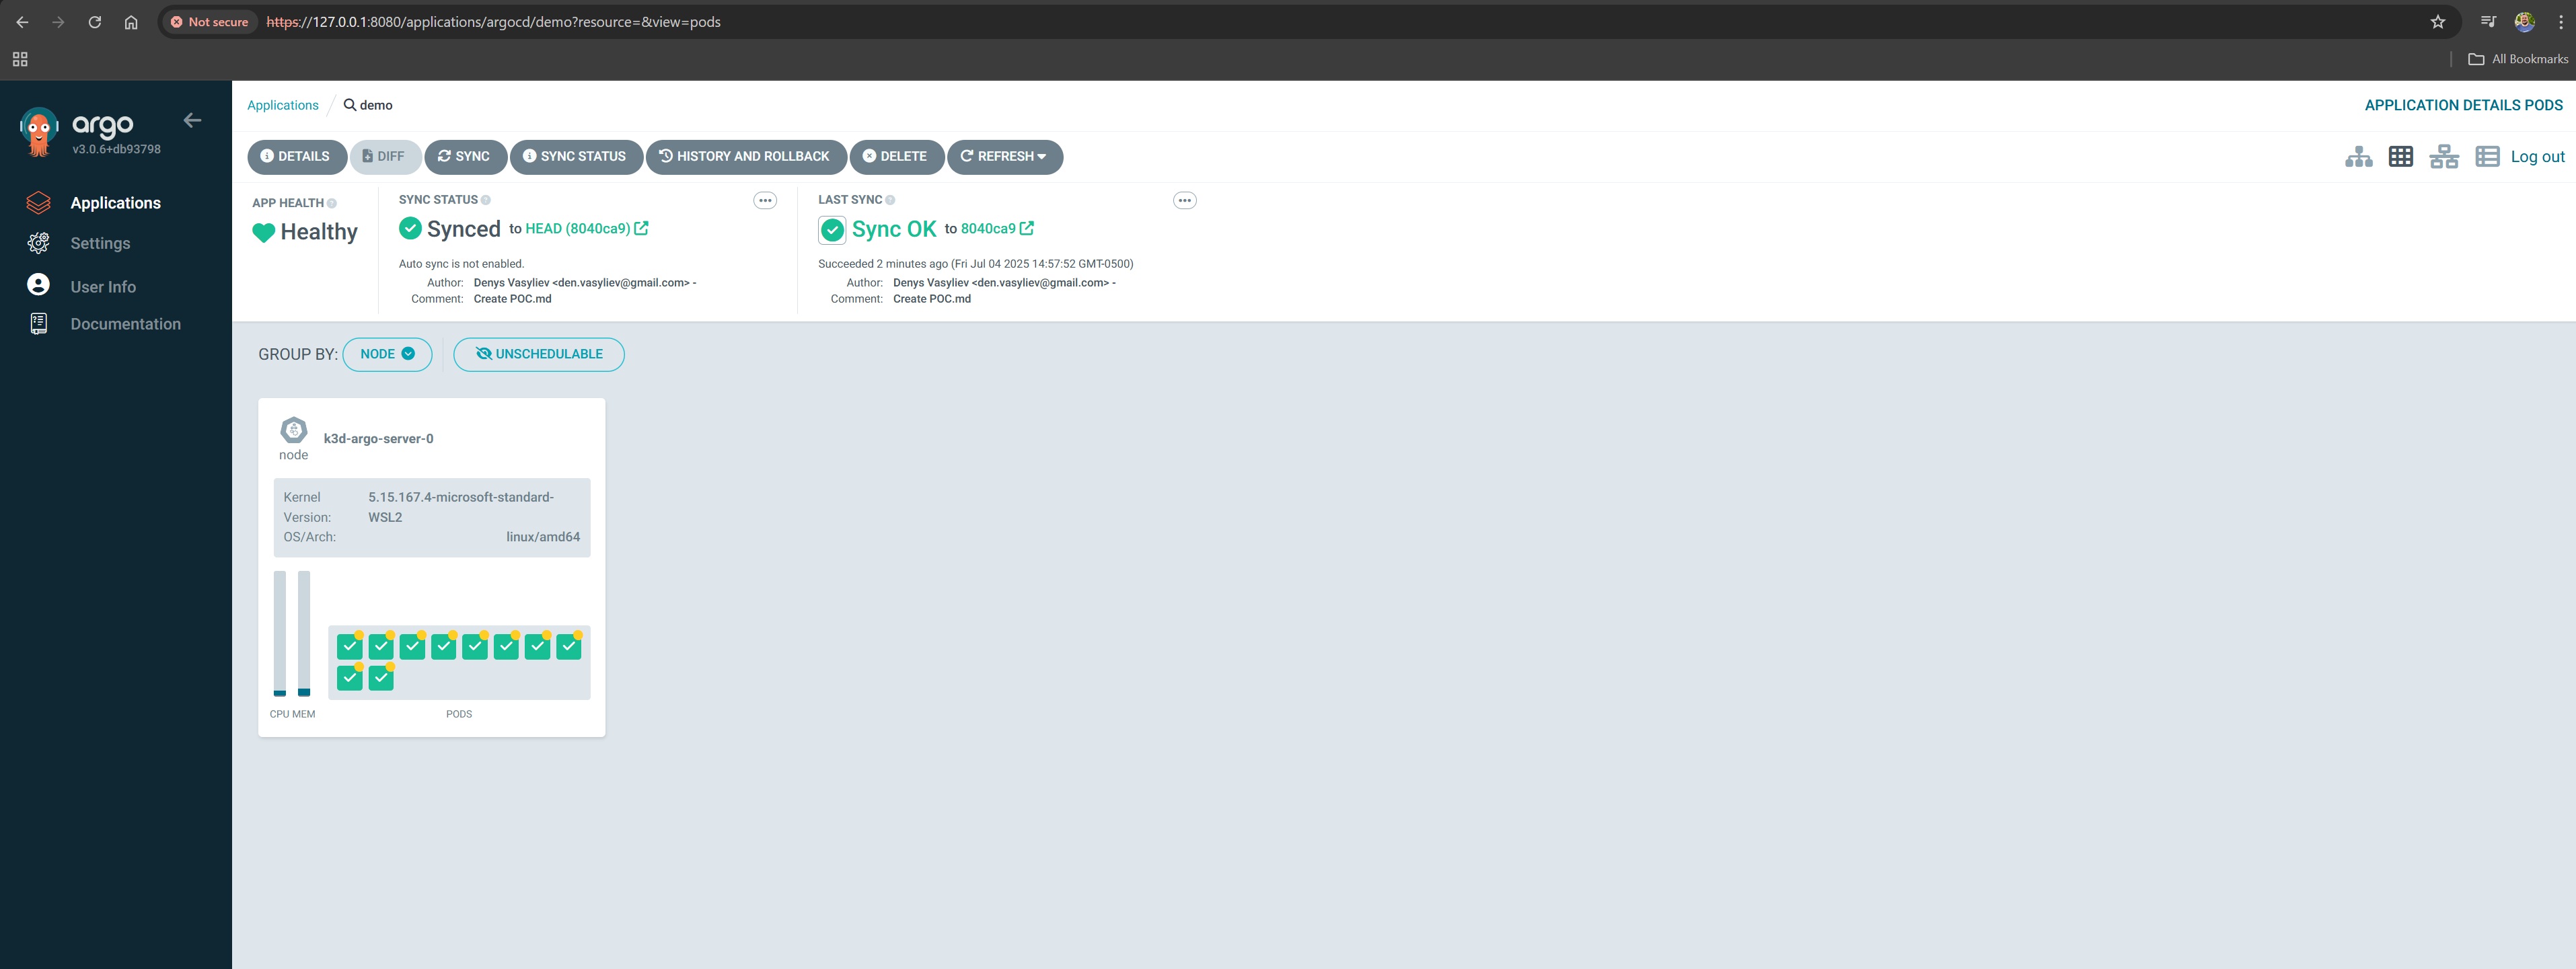 Not secure https://127.0.0.1:8080/applications/argocd/demo?resource=&view=pods
All Bookmarks
argo
v3.0.6+db93798
Applications
Settings
User Info
Documentation
Applications / demo
APPLICATION DETAILS PODS
DETAILS DIFF SYNC SYNC STATUS HISTORY AND ROLLBACK DELETE REFRESH
Log out
APP HEALTH
Healthy
SYNC STATUS
Synced to HEAD (8040ca9)
Auto sync is not enabled.
Author: Denys Vasyliev <den.vasyliev@gmail.com> -
Comment: Create POC.md
LAST SYNC
Sync OK to 8040ca9
Succeeded 2 minutes ago (Fri Jul 04 2025 14:57:52 GMT-0500)
Author: Denys Vasyliev <den.vasyliev@gmail.com> -
Comment: Create POC.md
GROUP BY: NODE UNSCHEDULABLE
k3d-argo-server-0
node
Kernel 5.15.167.4-microsoft-standard-
Version: WSL2
OS/Arch: linux/amd64
CPU MEM PODS